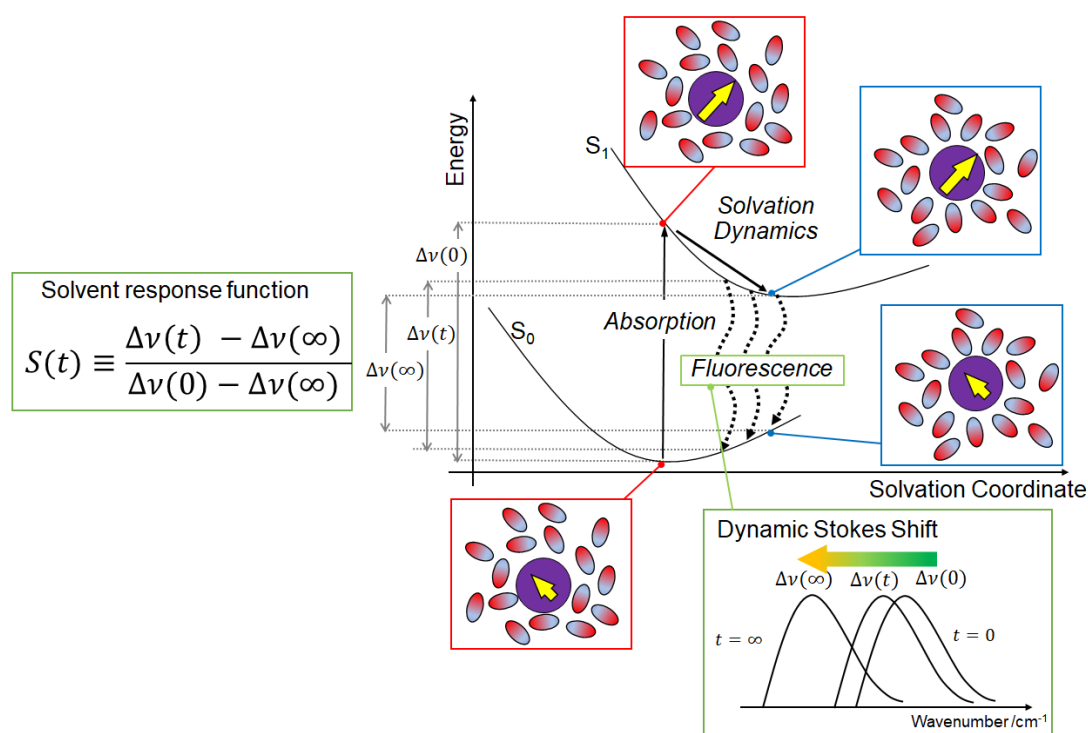 Solvent response function
S(t) ≡ Δν(t) − Δν(∞) / Δν(0) − Δν(∞)
Energy
S₁
Solvation
Dynamics
Δν(0)
Δν(t)
Δν(∞)
S₀
Absorption
Fluorescence
Solvation Coordinate
Dynamic Stokes Shift
Δν(∞) Δν(t) Δν(0)
t = ∞
t = 0
Wavenumber /cm⁻¹